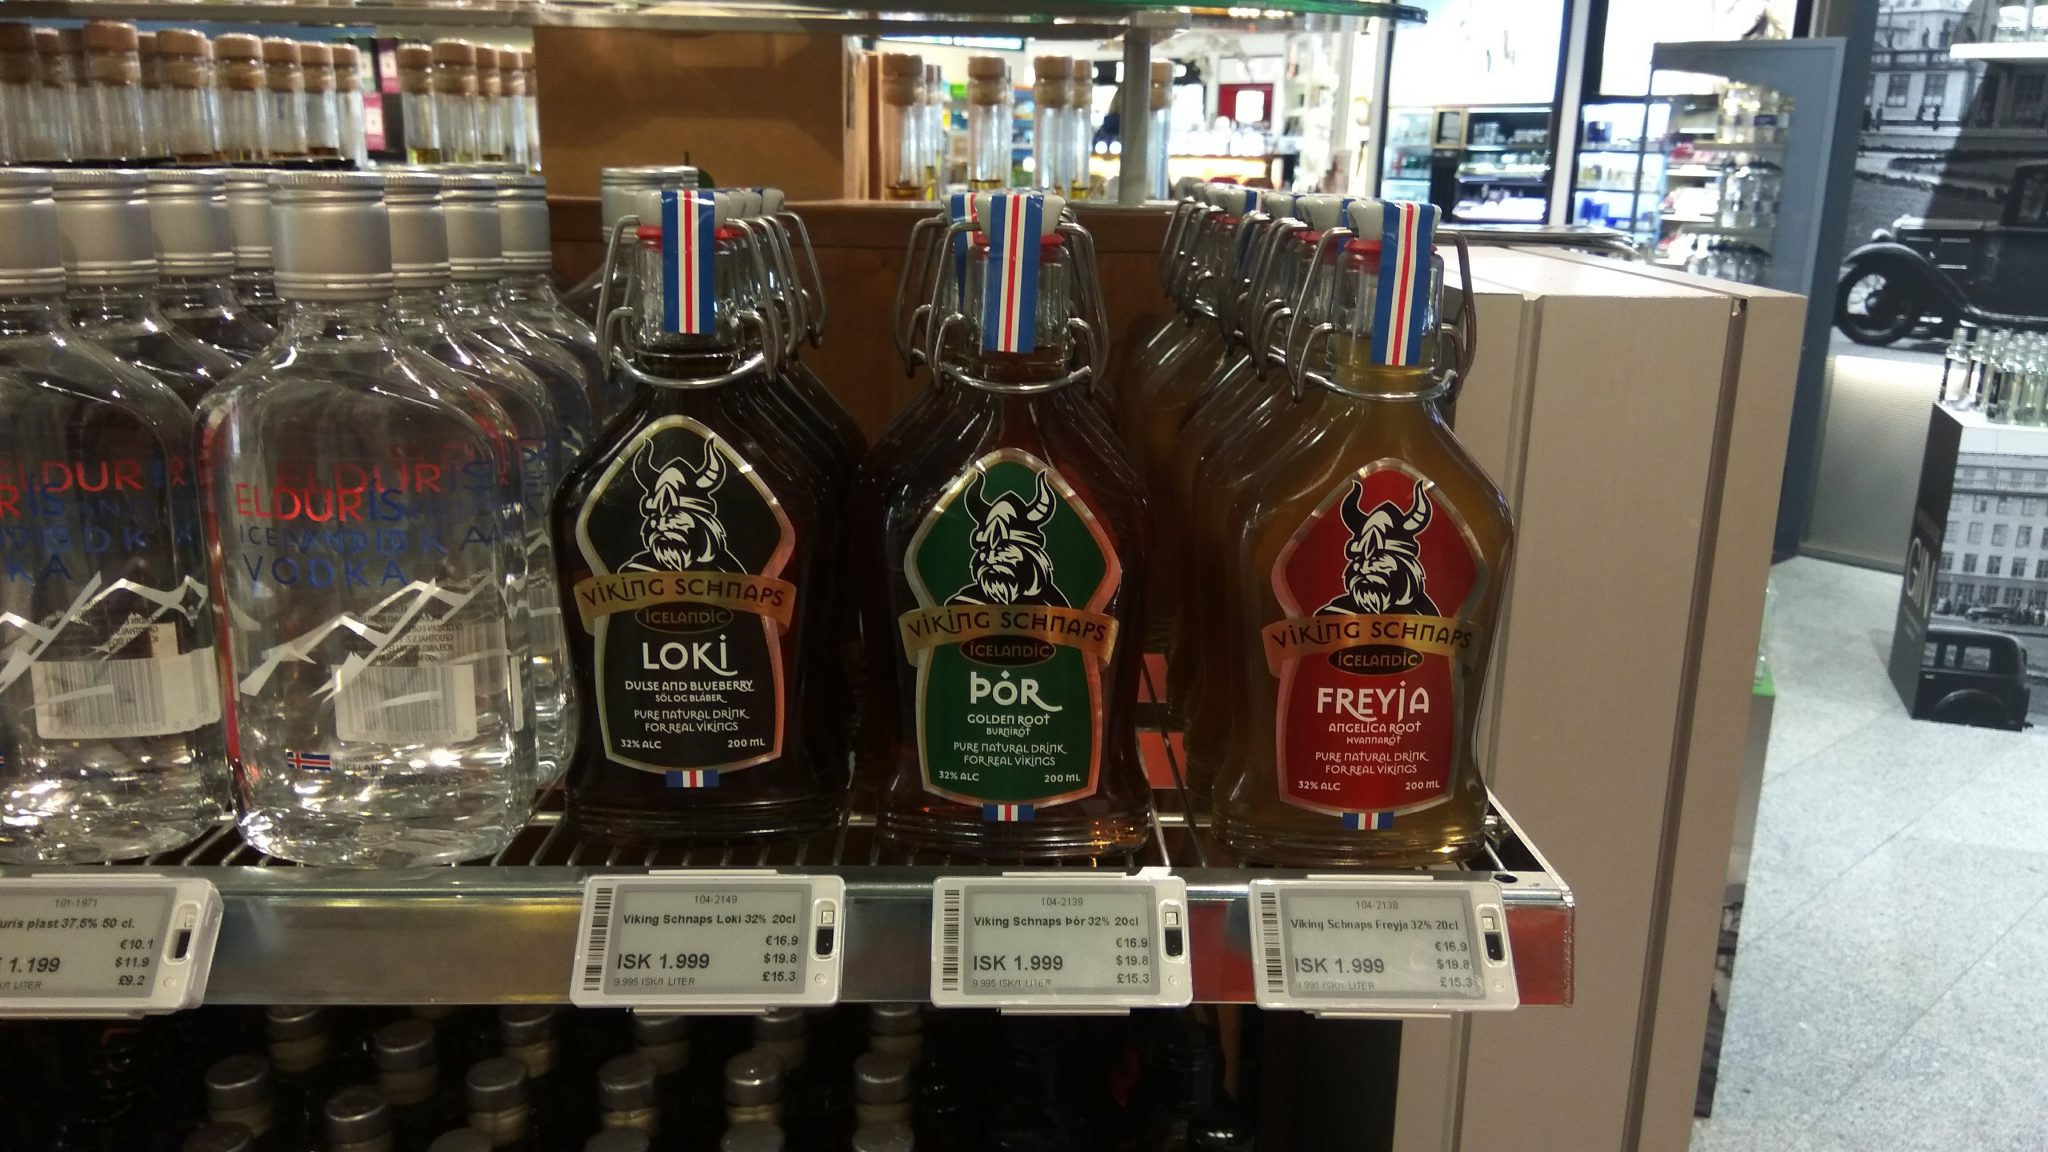 ELDURIS
ICELANDIC
VODKA
ViKiNG SCHNAPS
iCELANDiC
LOKi
DULSE AND BLUEBERRY
SÖL OG BLÁBER
PURE NATURAL DRiNK
FOR REAL ViKiNGS
32% ALC 200 mL
ViKiNG SCHNAPS
iCELANDiC
ÞÓR
GOLDEN ROOT
BURNIRÓT
PURE NATURAL DRiNK
FOR REAL ViKiNGS
32% ALC 200 mL
ViKiNG SCHNAPS
iCELANDiC
FREYjA
ANGELiCA ROOT
HVANNARÓT
PURE NATURAL DRiNK
FOR REAL ViKiNGS
32% ALC 200 mL
101-1971
plast 37,5% 50 cl.
€10.1
1.199 $11.9
£9.2
LITER
104-2149
Viking Schnaps Loki 32% 20cl
€16.9
ISK 1.999 $19.8
9.995 ISK/1 LITER £15.3
104-2139
Viking Schnaps Þór 32% 20cl
€16.9
ISK 1.999 $19.8
9.995 ISK/1 LITER £15.3
104-2138
Viking Schnaps Freyja 32% 20cl
€16.9
ISK 1.999 $19.8
9.995 ISK/1 LITER £15.3
GIN